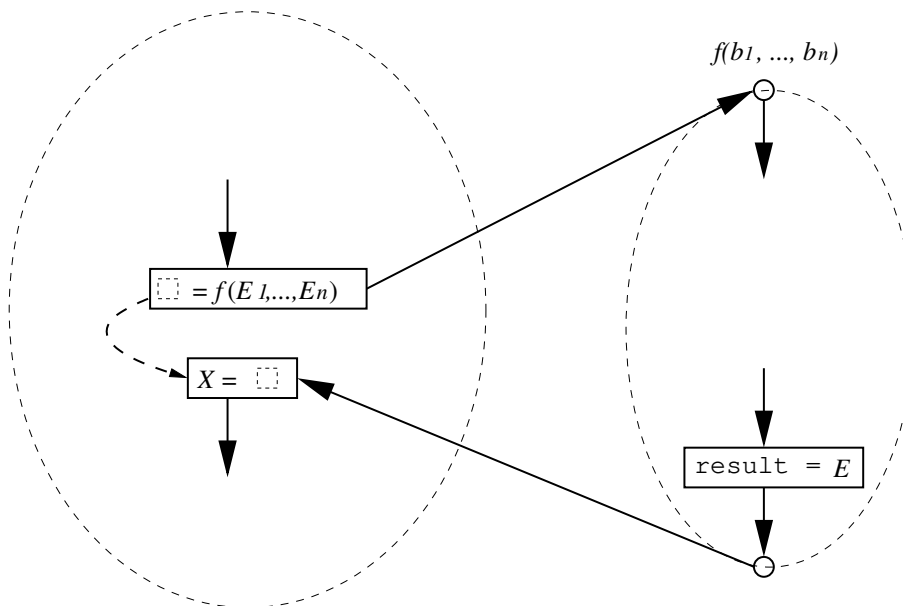 f(b1, ..., bn)
= f(E1,...,En)
X =
result = E